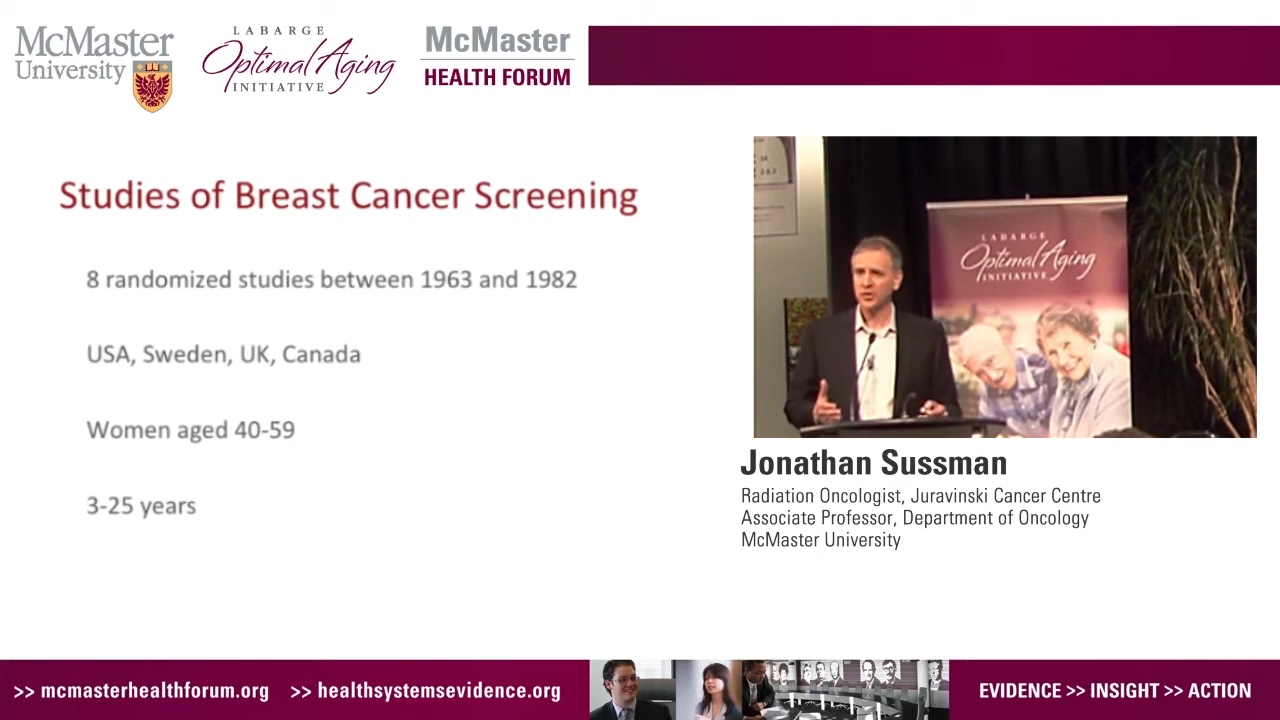 McMaster
University
LABARGE
Optimal Aging
INITIATIVE
McMaster
HEALTH FORUM
Studies of Breast Cancer Screening
8 randomized studies between 1963 and 1982
USA, Sweden, UK, Canada
Women aged 40-59
3-25 years
LABARGE
Optimal Aging
INITIATIVE
Jonathan Sussman
Radiation Oncologist, Juravinski Cancer Centre
Associate Professor, Department of Oncology
McMaster University
>> mcmasterhealthforum.org >> healthsystemsevidence.org
EVIDENCE >> INSIGHT >> ACTION